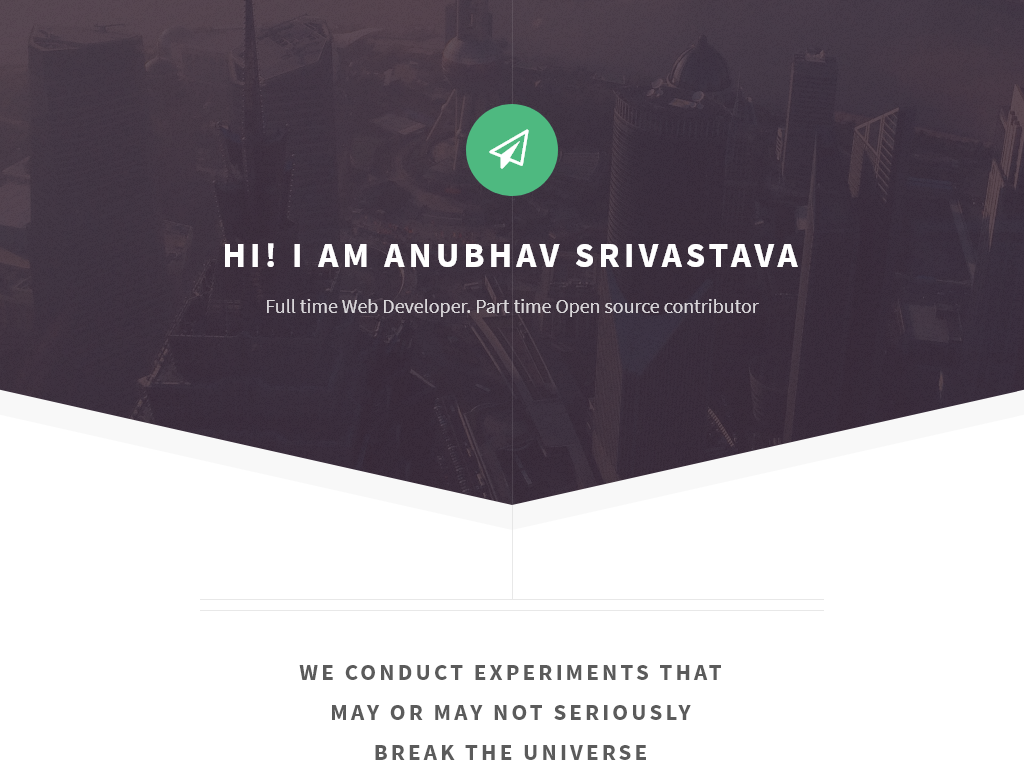 HI! I AM ANUBHAV SRIVASTAVA
Full time Web Developer. Part time Open source contributor
WE CONDUCT EXPERIMENTS THAT
MAY OR MAY NOT SERIOUSLY
BREAK THE UNIVERSE